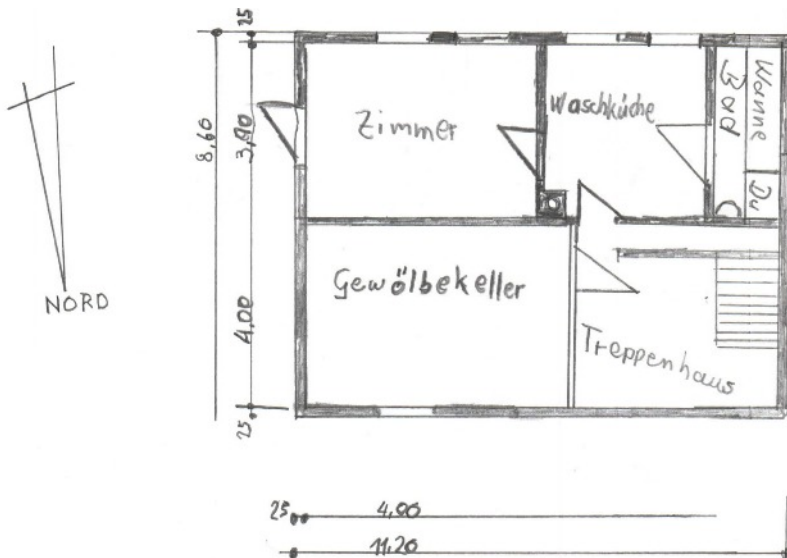 25
8,60
3,90
4,00
25
NORD
Zimmer
Waschküche
Wanne
Bad
Du
Gewölbekeller
Treppenhaus
25
4,00
11,20